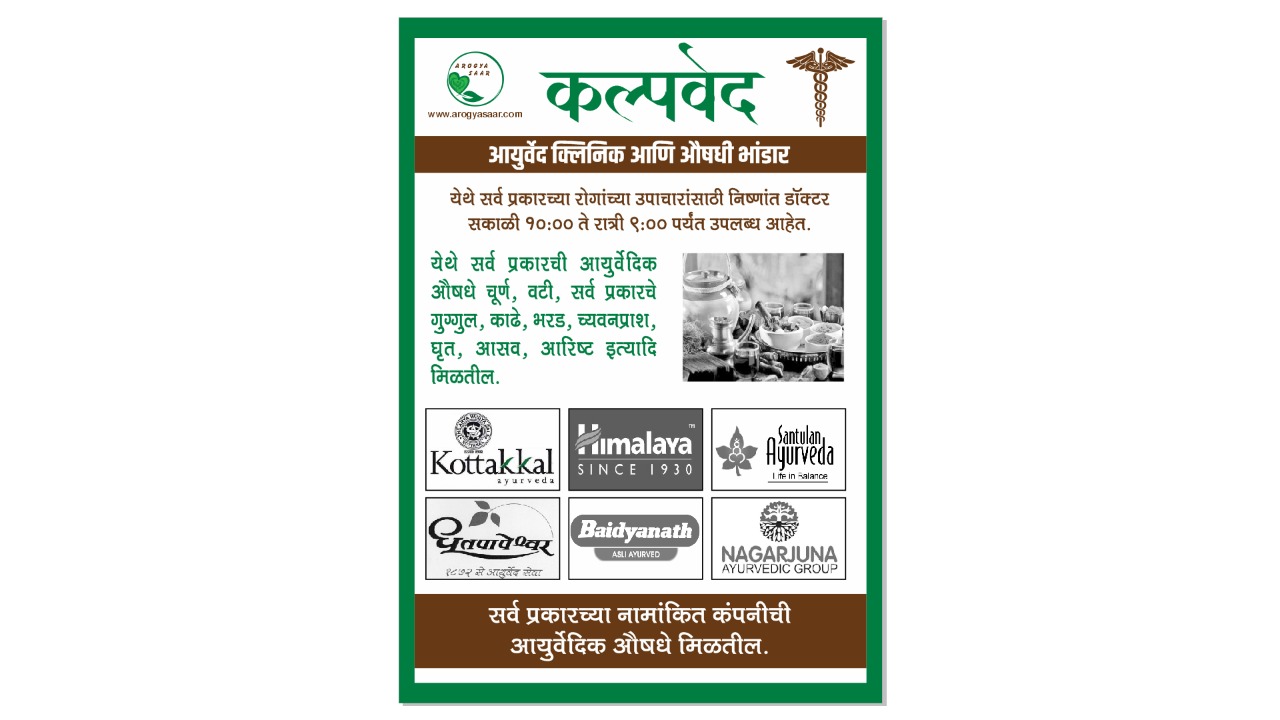 AROGYA
SAAR
www.arogyasaar.com
कल्पवेद
आयुर्वेद क्लिनिक आणि औषधी भांडार
येथे सर्व प्रकारच्या रोगांच्या उपाचारांसाठी निष्णांत डॉक्टर
सकाळी १०:०० ते रात्री ९:०० पर्यंत उपलब्ध आहेत.
येथे सर्व प्रकारची आयुर्वेदिक
औषधे चूर्ण, वटी, सर्व प्रकारचे
गुग्गुल, काढे, भरड, च्यवनप्राश,
घृत, आसव, आरिष्ट इत्यादि
मिळतील.
Kottakkal
ayurveda
Himalaya
TM
SINCE 1930
Santulan
Ayurveda
Life in Balance
धूतपापेश्वर
१८७२ से आयुर्वेद सेवा
Baidyanath
ASLI AYURVED
NAGARJUNA
AYURVEDIC GROUP
सर्व प्रकारच्या नामांकित कंपनीची
आयुर्वेदिक औषधे मिळतील.